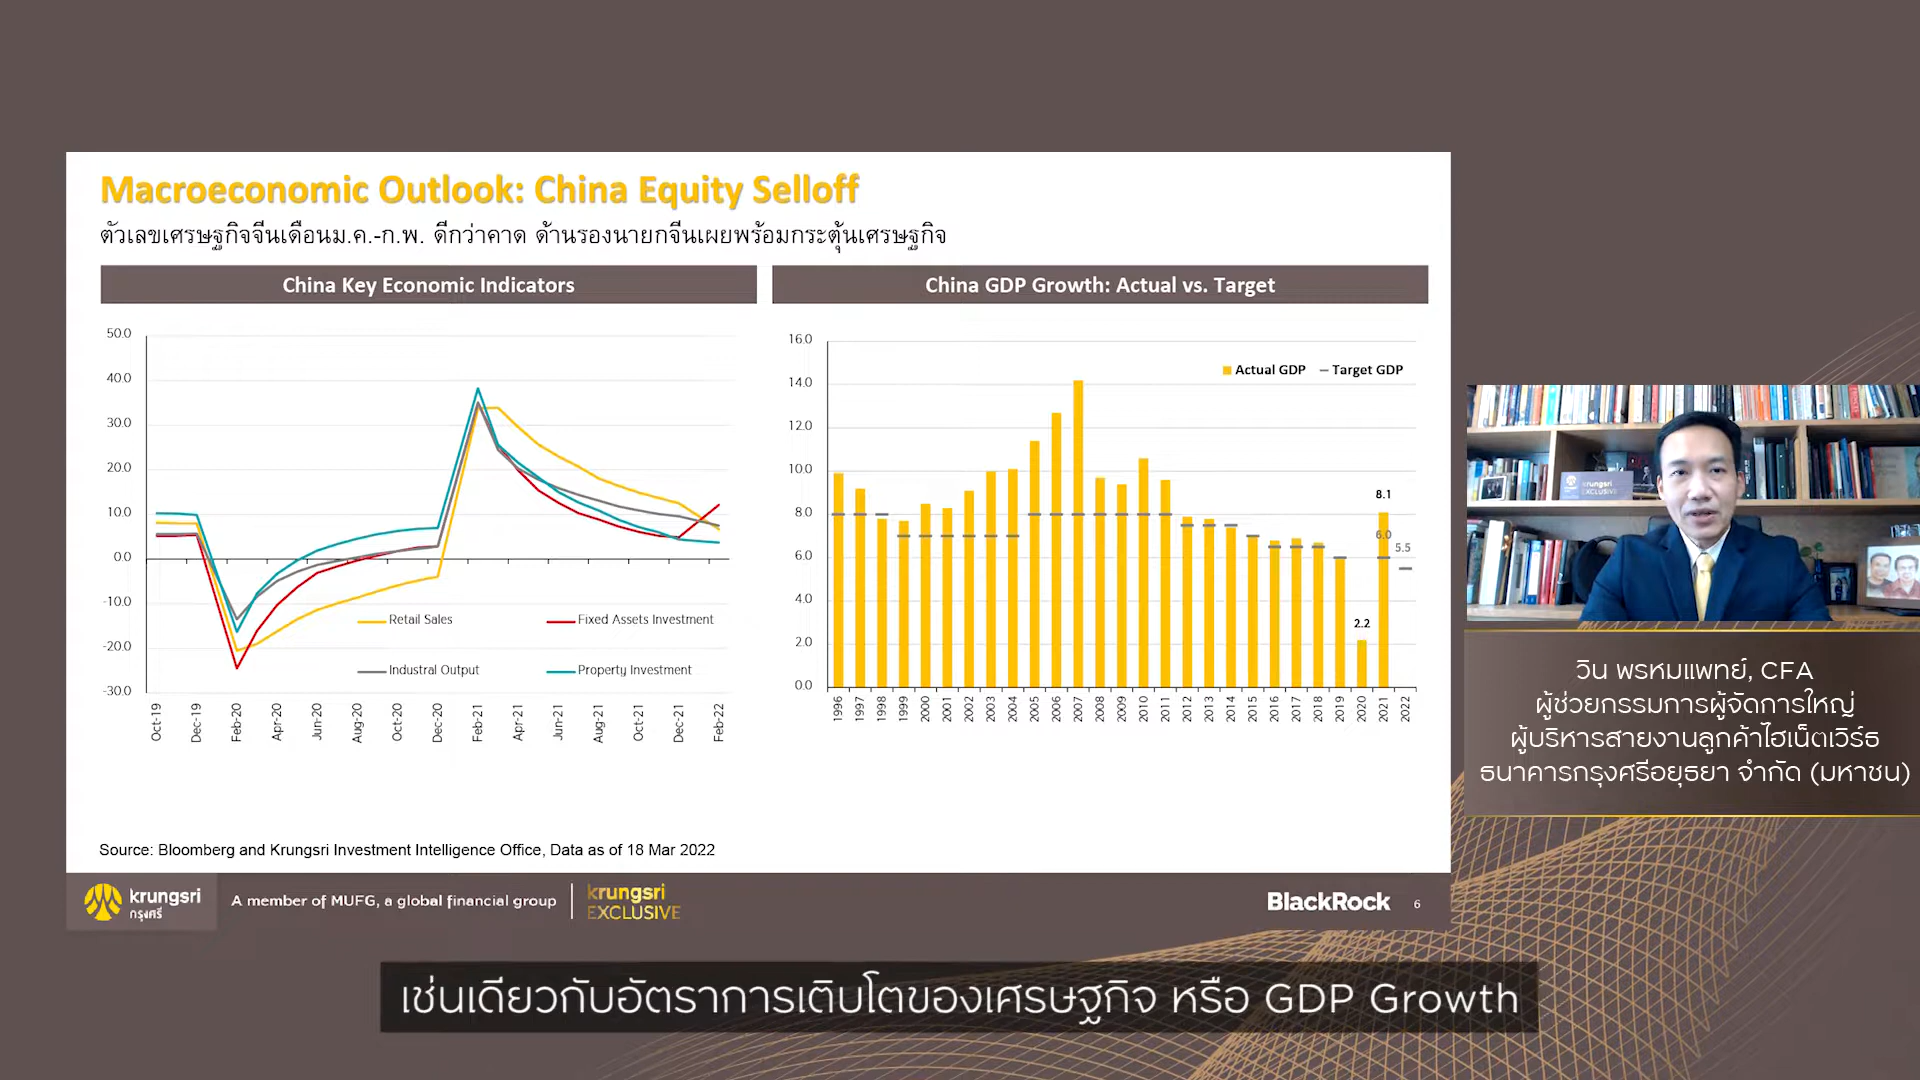 Macroeconomic Outlook: China Equity Selloff
ตัวเลขเศรษฐกิจจีนเดือนม.ค.-ก.พ. ดีกว่าคาด ด้านรองนายกจีนเผยพร้อมกระตุ้นเศรษฐกิจ
China Key Economic Indicators
50.0
40.0
30.0
20.0
10.0
0.0
-10.0
-20.0
-30.0
Retail Sales
Fixed Assets Investment
Industral Output
Property Investment
Oct-19
Dec-19
Feb-20
Apr-20
Jun-20
Aug-20
Oct-20
Dec-20
Feb-21
Apr-21
Jun-21
Aug-21
Oct-21
Dec-21
Feb-22
China GDP Growth: Actual vs. Target
16.0
14.0
12.0
10.0
8.0
6.0
4.0
2.0
0.0
Actual GDP
Target GDP
8.1
6.0
5.5
2.2
1996
1997
1998
1999
2000
2001
2002
2003
2004
2005
2006
2007
2008
2009
2010
2011
2012
2013
2014
2015
2016
2017
2018
2019
2020
2021
2022
Source: Bloomberg and Krungsri Investment Intelligence Office, Data as of 18 Mar 2022
krungsri
กรุงศรี
A member of MUFG, a global financial group
krungsri
EXCLUSIVE
BlackRock
6
krungsri
EXCLUSIVE
วิน พรหมแพทย์, CFA
ผู้ช่วยกรรมการผู้จัดการใหญ่
ผู้บริหารสายงานลูกค้าไฮเน็ตเวิร์ธ
ธนาคารกรุงศรีอยุธยา จำกัด (มหาชน)
เช่นเดียวกับอัตราการเติบโตของเศรษฐกิจ หรือ GDP Growth